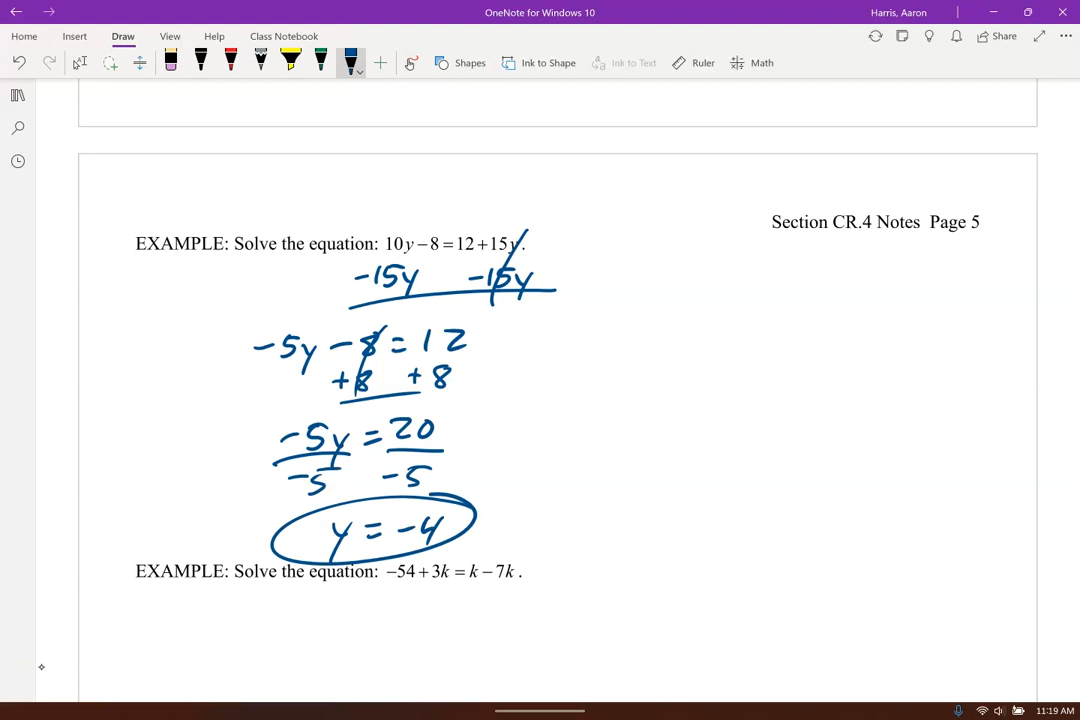 OneNote for Windows 10
Harris, Aaron
Home Insert Draw View Help Class Notebook
Share
Shapes Ink to Shape Ink to Text Ruler Math
Section CR.4 Notes Page 5
EXAMPLE: Solve the equation: 10y − 8 = 12 + 15y.
-15y -15y
-5y - 8 = 12
+8 +8
-5y = 20
-5 -5
y = -4
EXAMPLE: Solve the equation: −54 + 3k = k − 7k.
11:19 AM